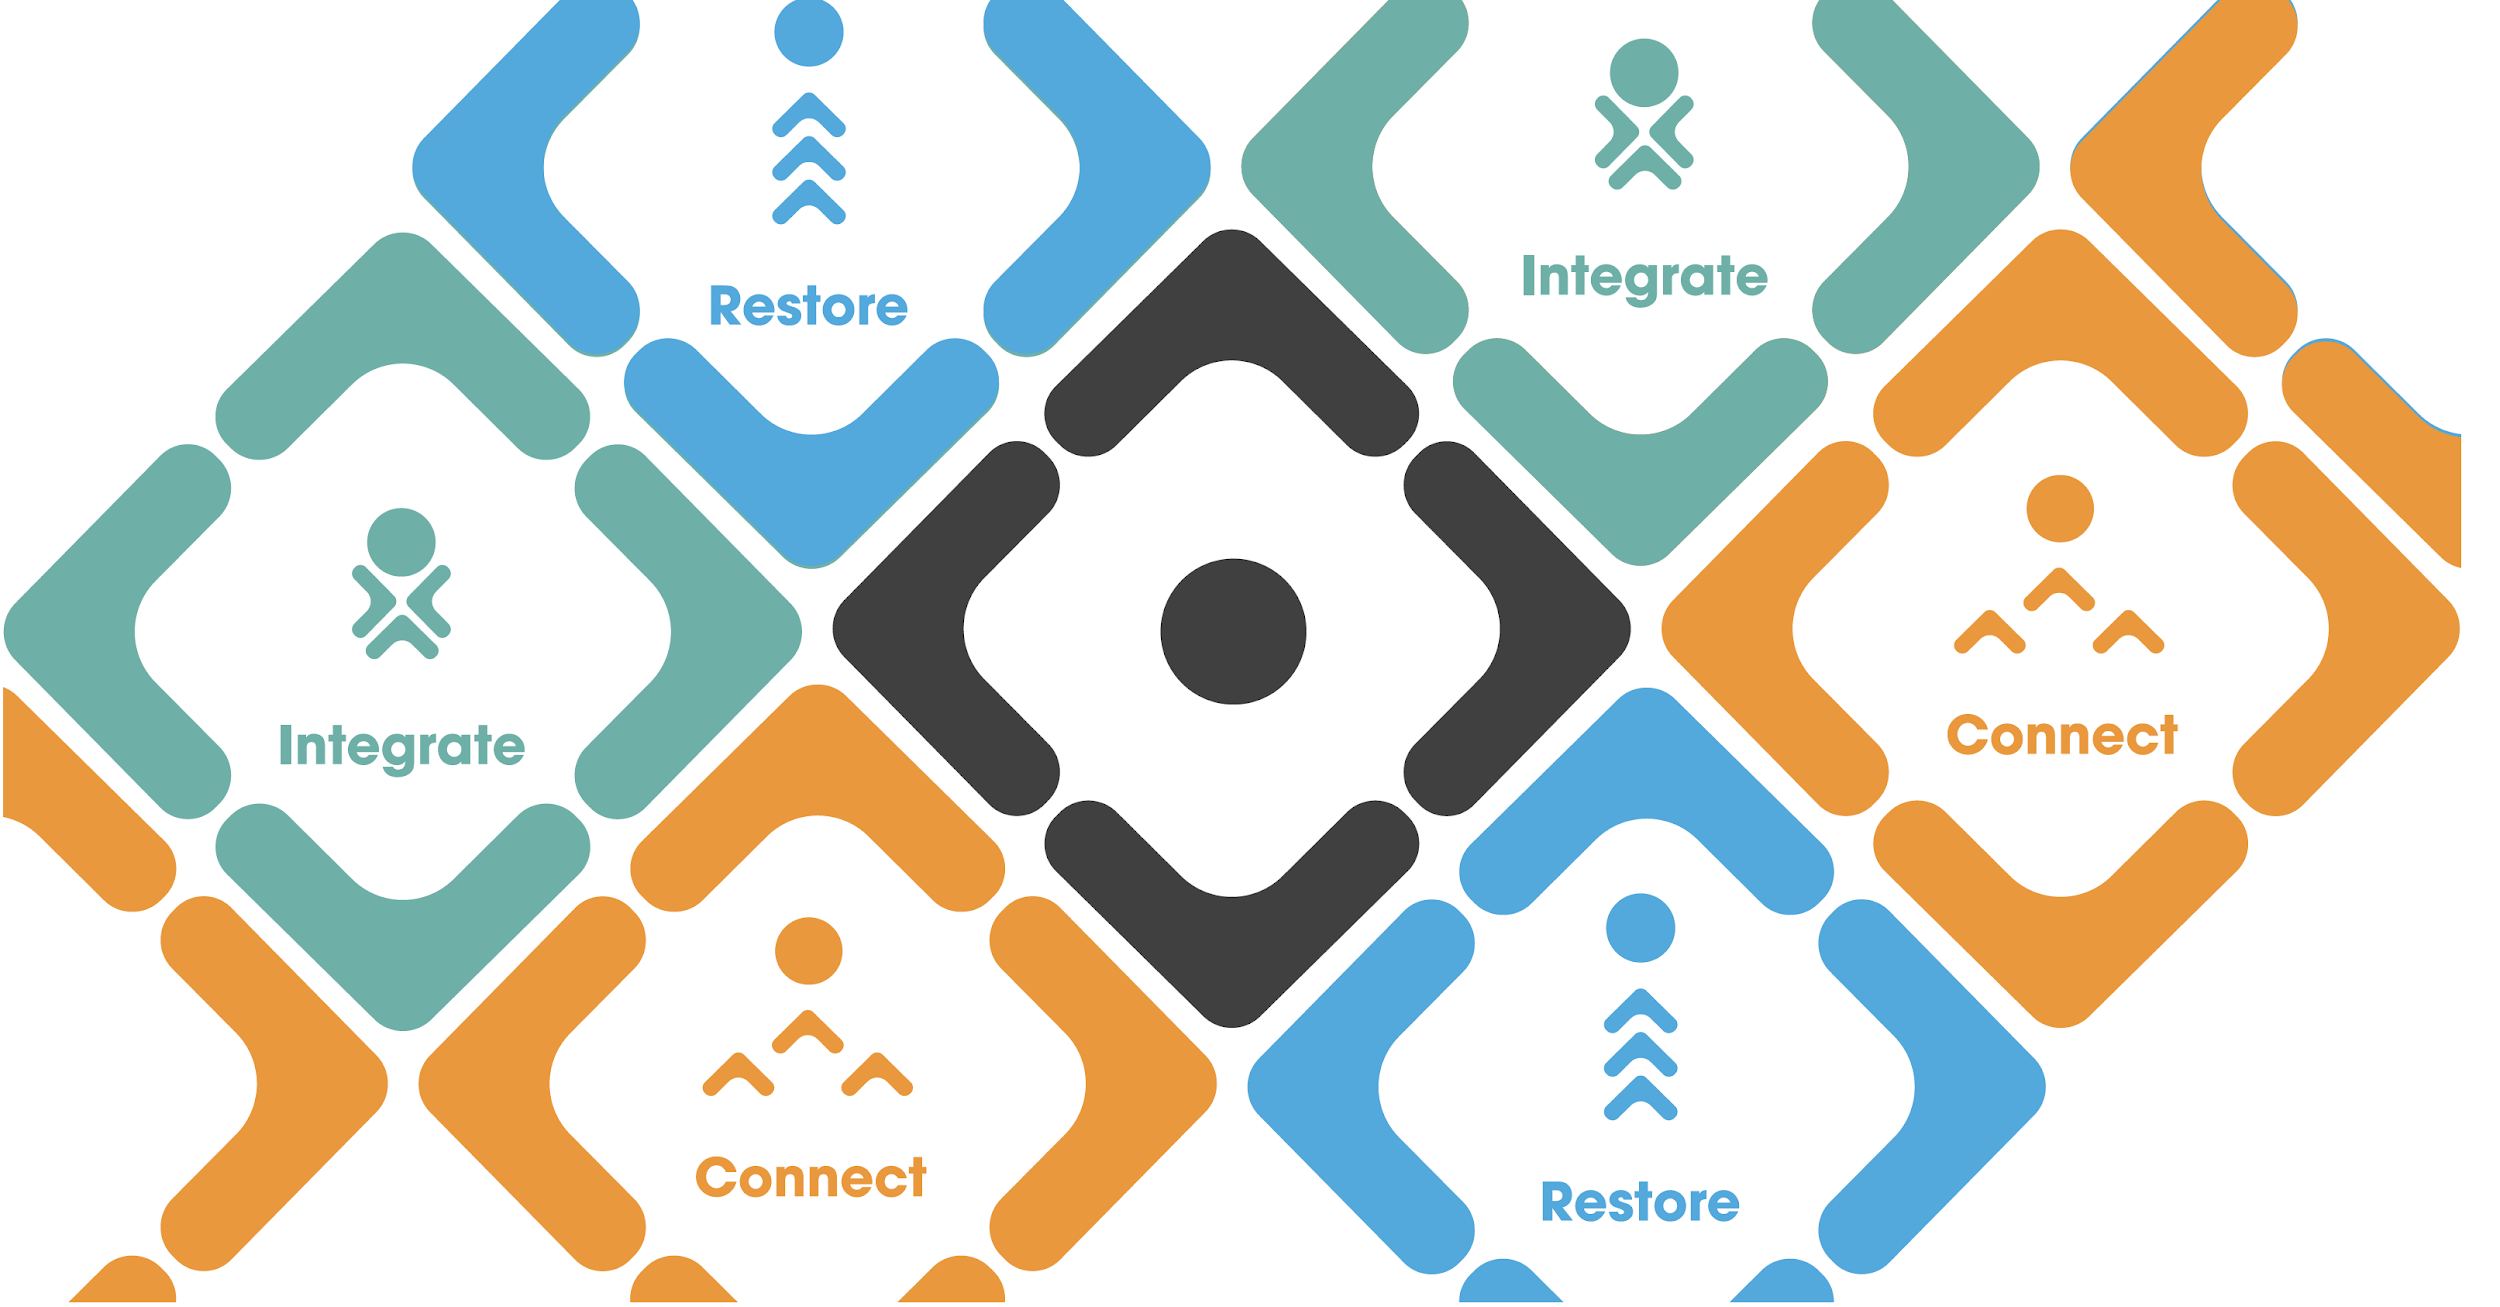 Restore
Integrate
Integrate
Connect
Connect
Restore